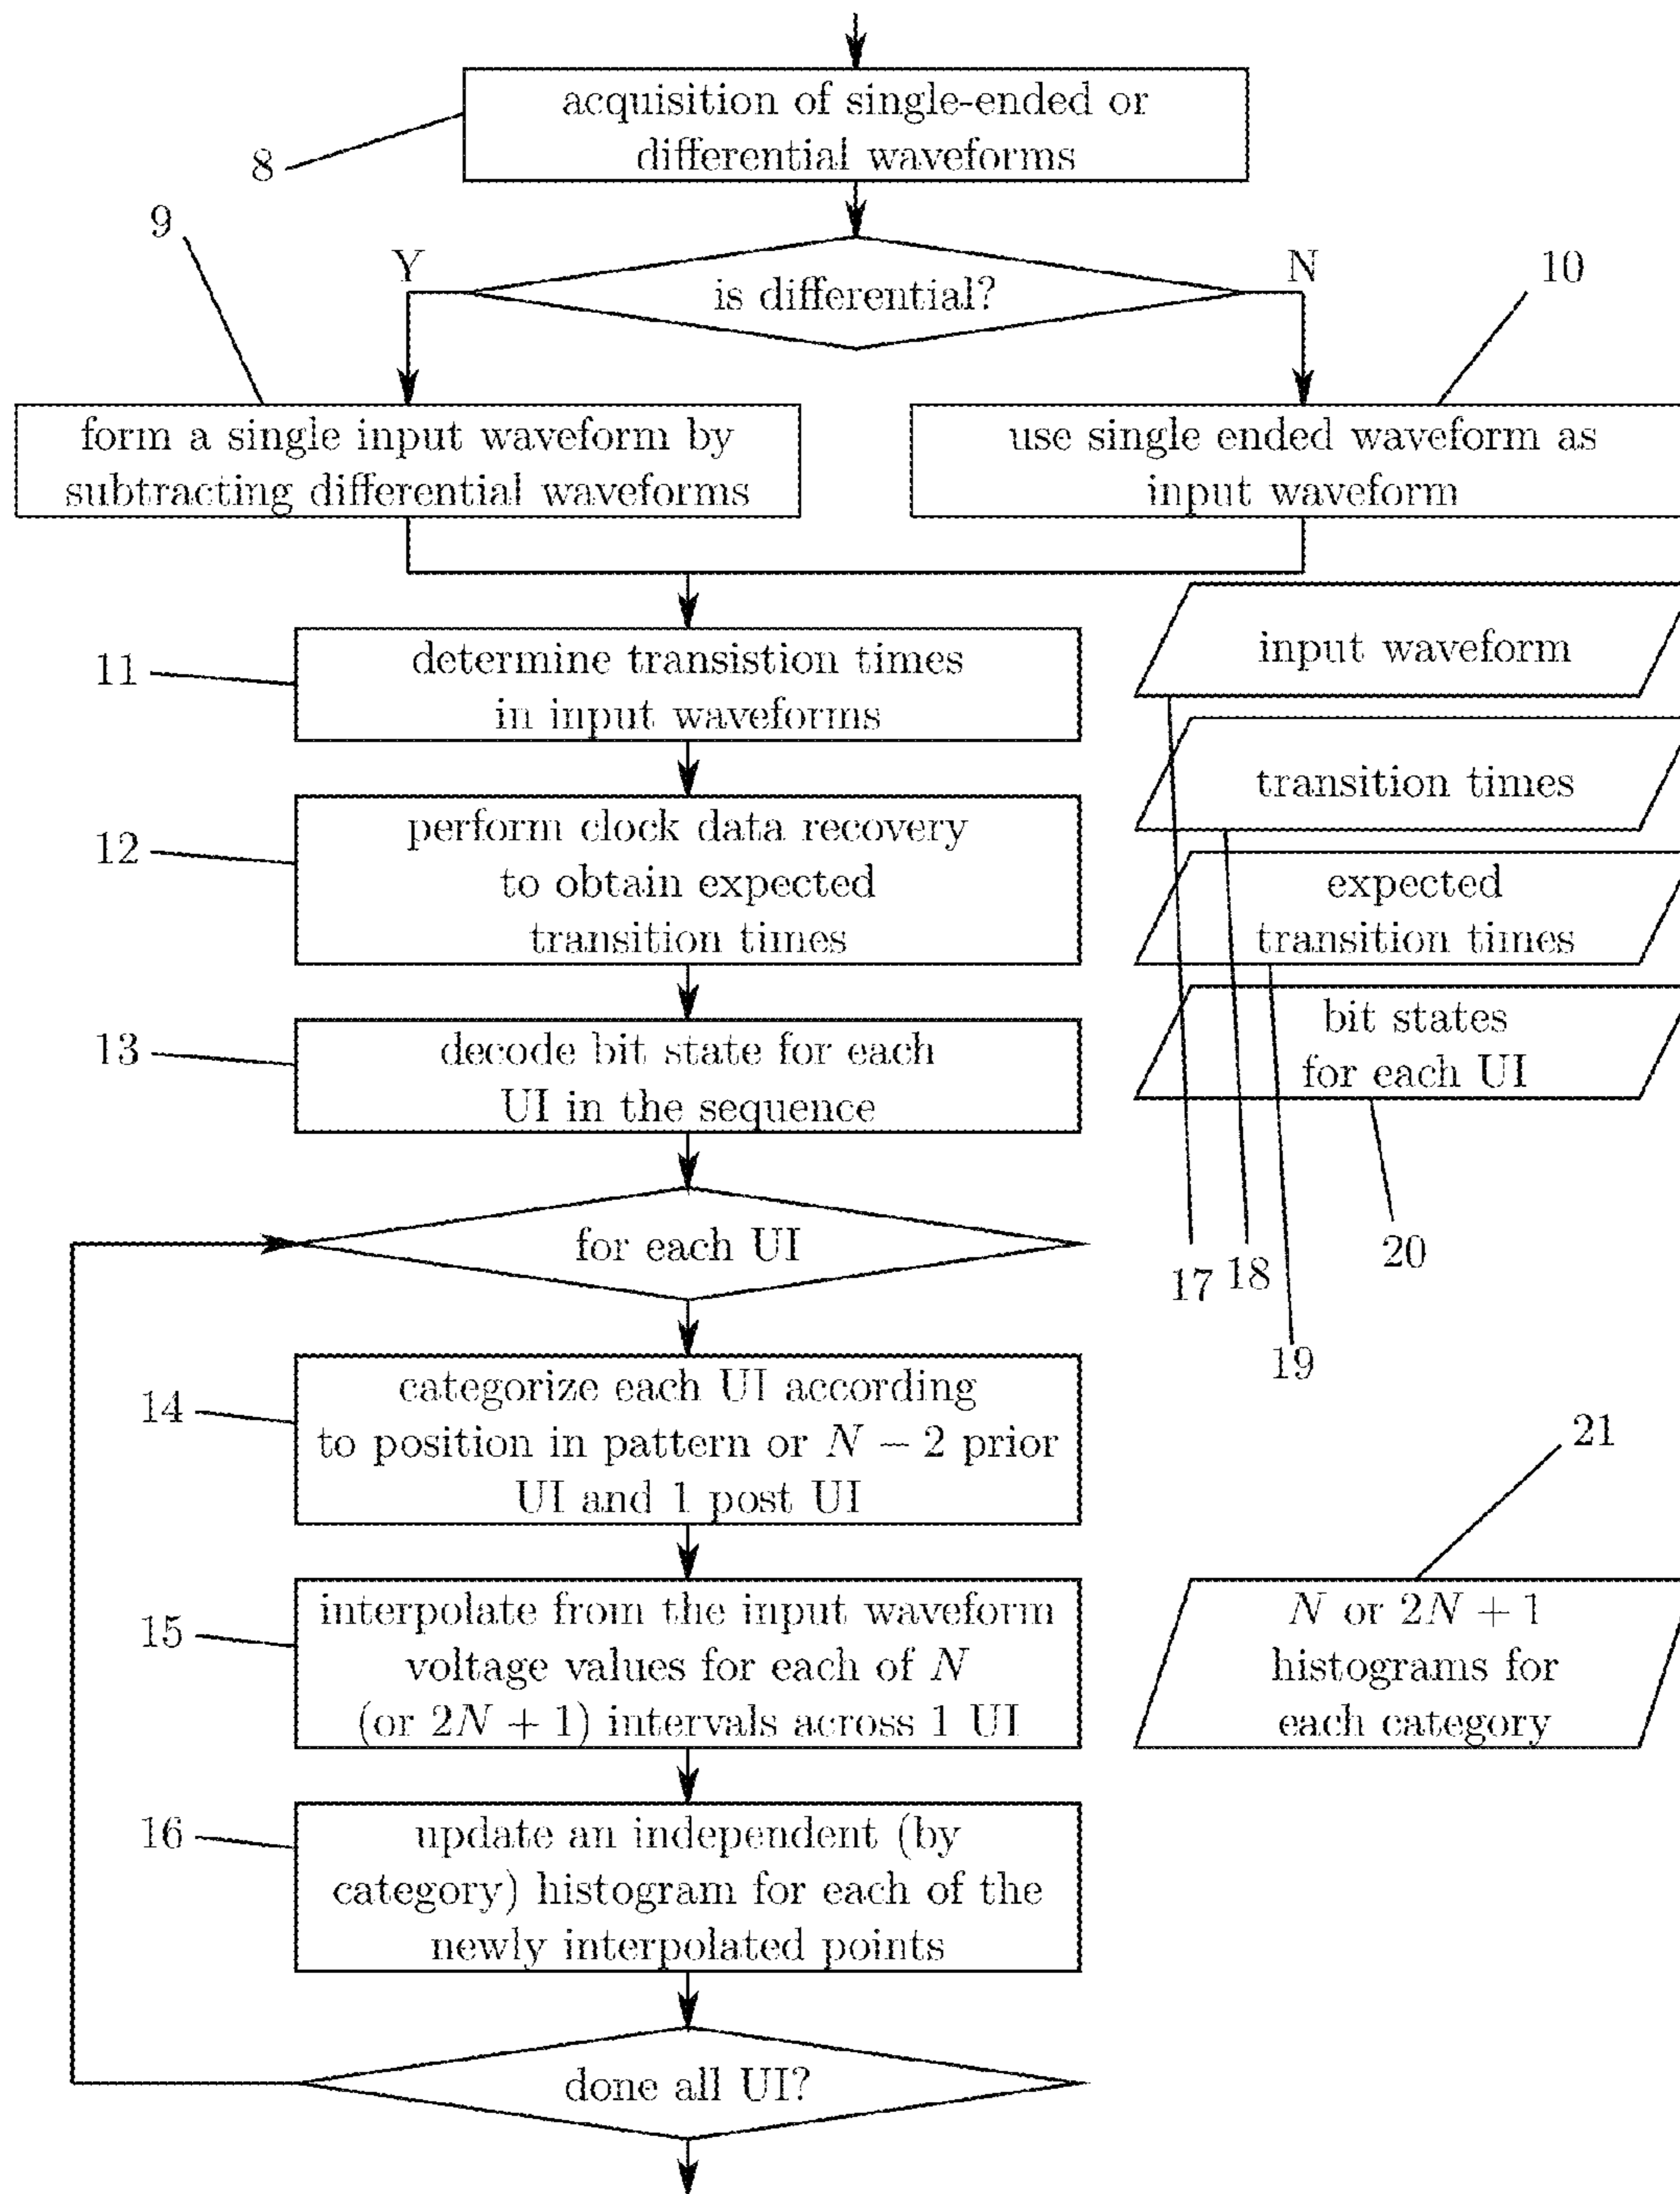 acquisition of single-ended or
differential waveforms
8
9
Y
N
10
is differential?
form a single input waveform by
subtracting differential waveforms
use single ended waveform as
input waveform
11
determine transistion times
in input waveforms
input waveform
transition times
12
perform clock data recovery
to obtain expected
transition times
expected
transition times
13
decode bit state for each
UI in the sequence
bit states
for each UI
for each UI
17
18
19
20
14
categorize each UI according
to position in pattern or N − 2 prior
UI and 1 post UI
21
15
interpolate from the input waveform
voltage values for each of N
(or 2N + 1) intervals across 1 UI
N or 2N + 1
histograms for
each category
16
update an independent (by
category) histogram for each of the
newly interpolated points
done all UI?